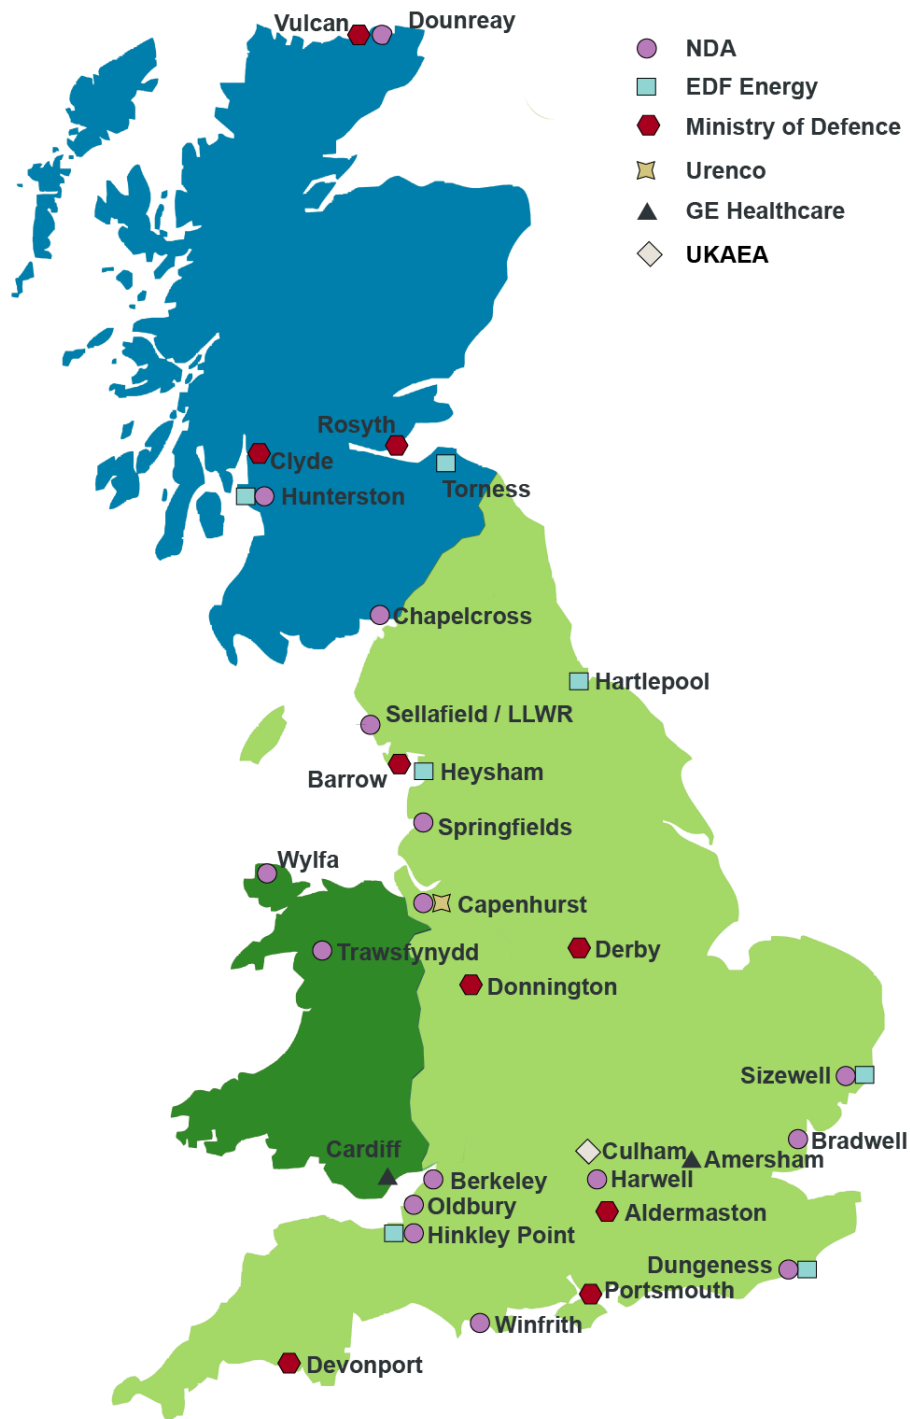 Vulcan
Dounreay
NDA
EDF Energy
Ministry of Defence
Urenco
GE Healthcare
UKAEA
Rosyth
Clyde
Torness
Hunterston
Chapelcross
Hartlepool
Sellafield / LLWR
Barrow
Heysham
Springfields
Wylfa
Capenhurst
Trawsfynydd
Derby
Donnington
Sizewell
Bradwell
Cardiff
Culham
Amersham
Berkeley
Harwell
Oldbury
Aldermaston
Hinkley Point
Dungeness
Portsmouth
Winfrith
Devonport